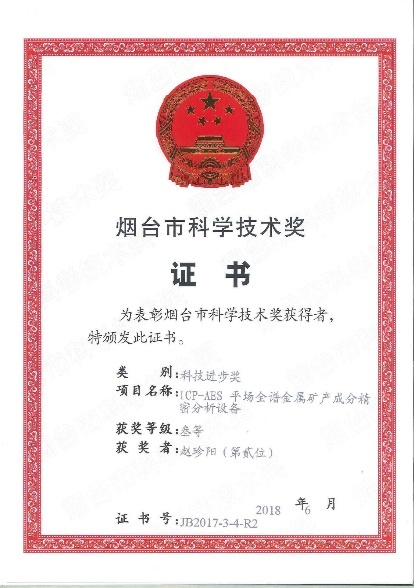 烟台市科学技术奖
证书
为表彰烟台市科学技术奖获得者，
特颁发此证书。
类 别：科技进步奖
项目名称：ICP-AES 平场全谱金属矿产成分精
密分析设备
获奖等级：叁等
获奖者：赵珍阳（第贰位）
2018 年 6 月
证书号：JB2017-3-4-R2